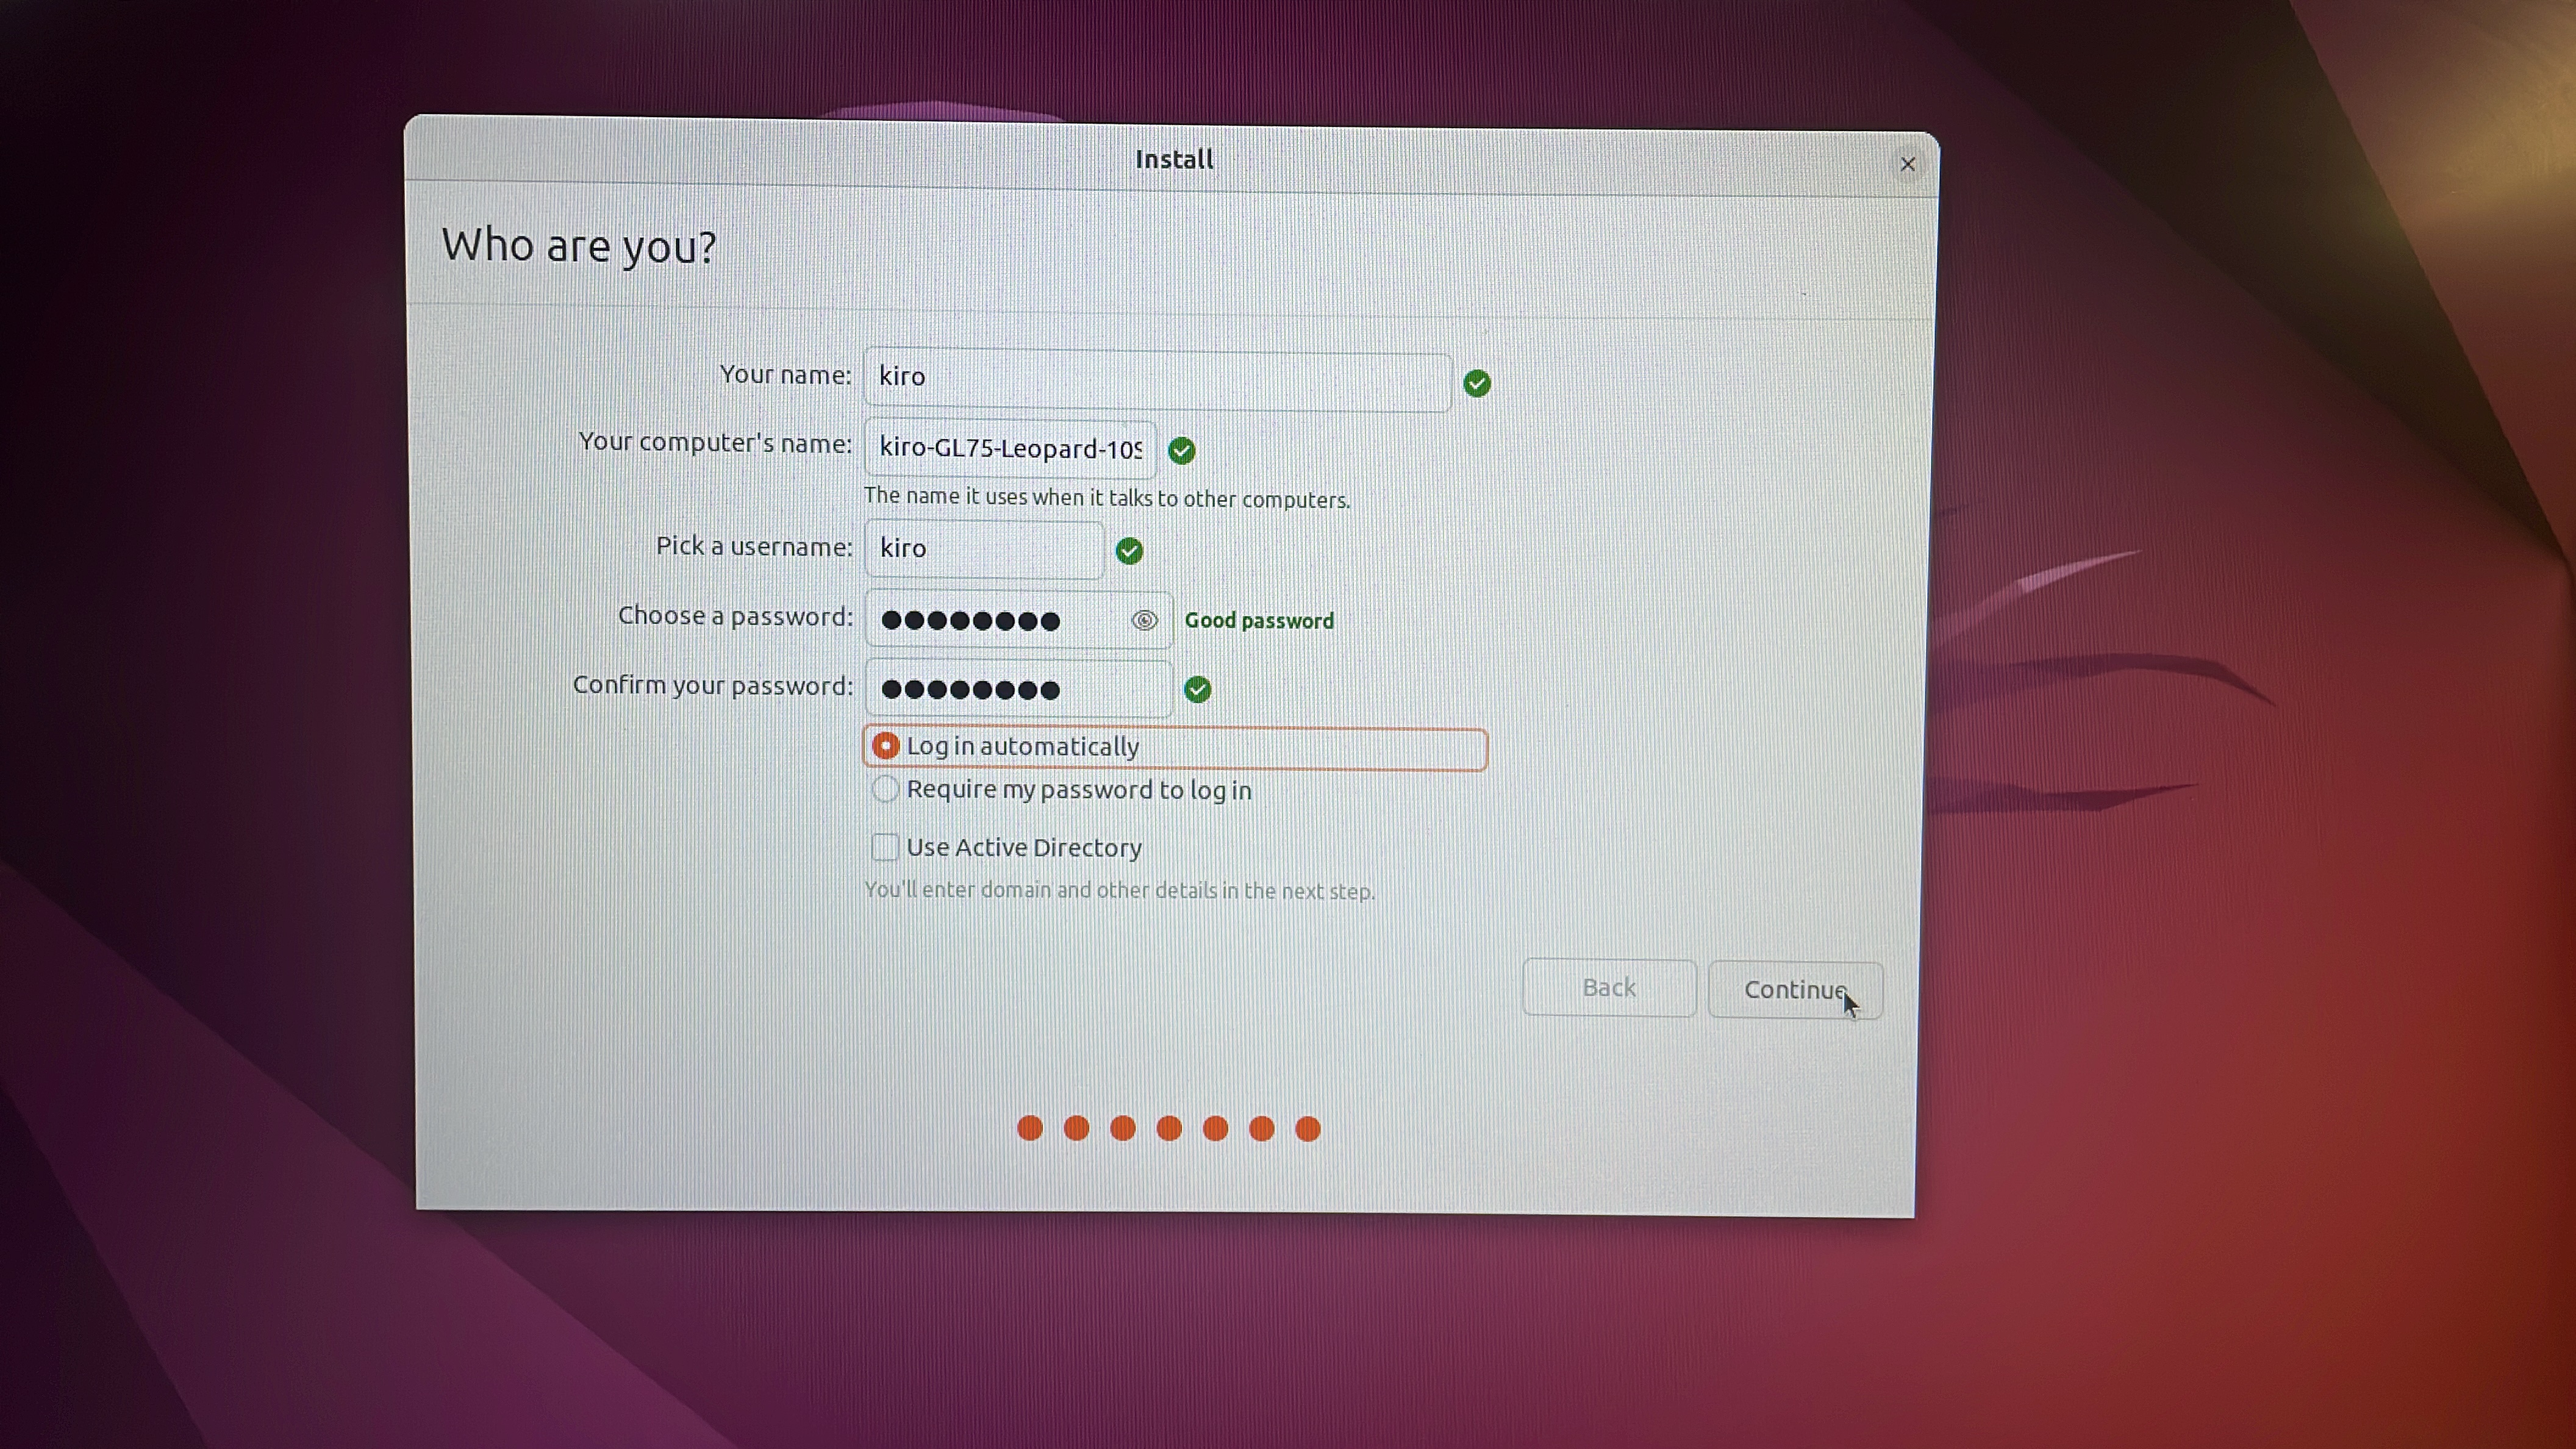 Install
Who are you?
Your name: kiro
Your computer's name: kiro-GL75-Leopard-10S
The name it uses when it talks to other computers.
Pick a username: kiro
Choose a password: ●●●●●●●● Good password
Confirm your password: ●●●●●●●●
Log in automatically
Require my password to log in
Use Active Directory
You'll enter domain and other details in the next step.
Back Continue